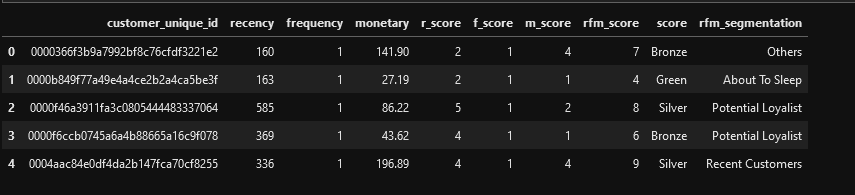 customer_unique_id recency frequency monetary r_score f_score m_score rfm_score score rfm_segmentation
0 0000366f3b9a7992bf8c76cfdf3221e2 160 1 141.90 2 1 4 7 Bronze Others
1 0000b849f77a49e4a4ce2b2a4ca5be3f 163 1 27.19 2 1 1 4 Green About To Sleep
2 0000f46a3911fa3c0805444483337064 585 1 86.22 5 1 2 8 Silver Potential Loyalist
3 0000f6ccb0745a6a4b88665a16c9f078 369 1 43.62 4 1 1 6 Bronze Potential Loyalist
4 0004aac84e0df4da2b147fca70cf8255 336 1 196.89 4 1 4 9 Silver Recent Customers